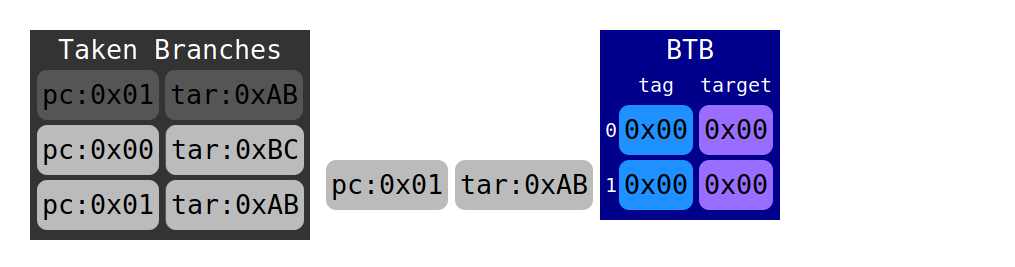 Taken Branches
pc:0x01 tar:0xAB
pc:0x00 tar:0xBC
pc:0x01 tar:0xAB
pc:0x01 tar:0xAB
BTB
tag target
0 0x00 0x00
1 0x00 0x00